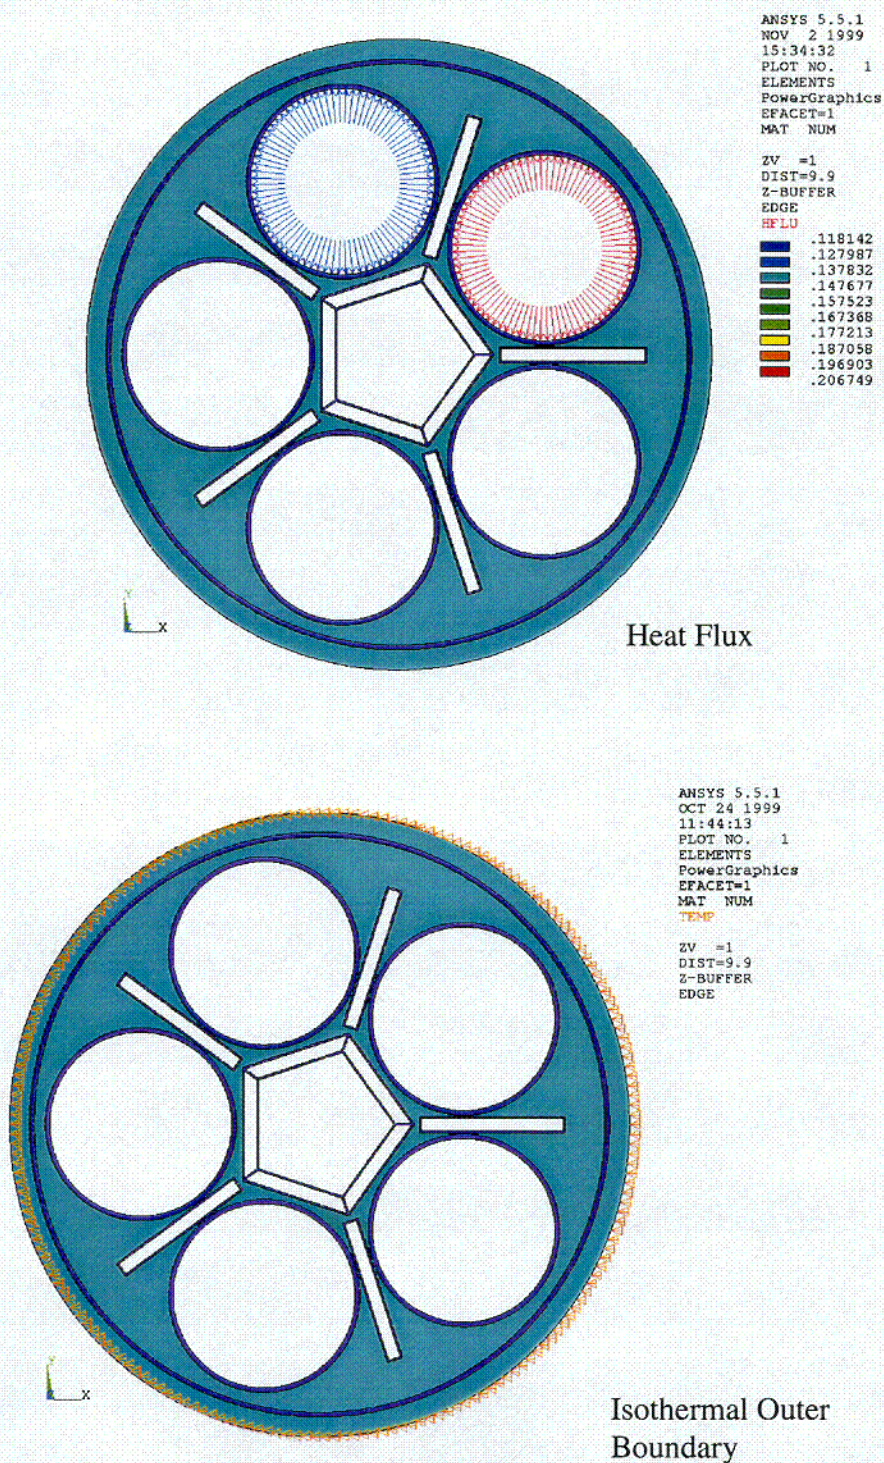 ANSYS 5.5.1
NOV 2 1999
15:34:32
PLOT NO. 1
ELEMENTS
PowerGraphics
EFACET=1
MAT NUM
ZV =1
DIST=9.9
Z-BUFFER
EDGE
HFLU
.118142
.127987
.137832
.147677
.157523
.167368
.177213
.187058
.196903
.206749
Y
Z X
Heat Flux
ANSYS 5.5.1
OCT 24 1999
11:44:13
PLOT NO. 1
ELEMENTS
PowerGraphics
EFACET=1
MAT NUM
TEMP
ZV =1
DIST=9.9
Z-BUFFER
EDGE
Y
Z X
Isothermal Outer
Boundary